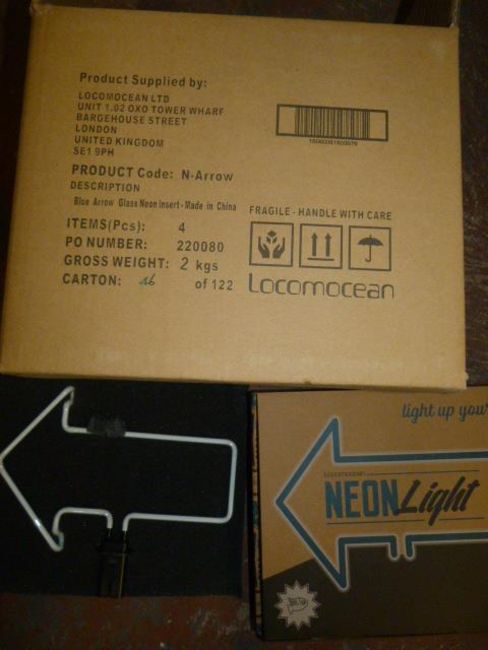 Product Supplied by:
LOCOMOCEAN LTD
UNIT 1.02 OXO TOWER WHARF
BARGEHOUSE STREET
LONDON
UNITED KINGDOM
SE1 9PH
PRODUCT Code: N-Arrow
DESCRIPTION
Blue Arrow Glass Neon insert-Made in China
ITEMS(Pcs): 4
PO NUMBER: 220080
GROSS WEIGHT: 2 kgs
CARTON: 16 of 122
FRAGILE - HANDLE WITH CARE
Locomocean
light up your
NEON Light